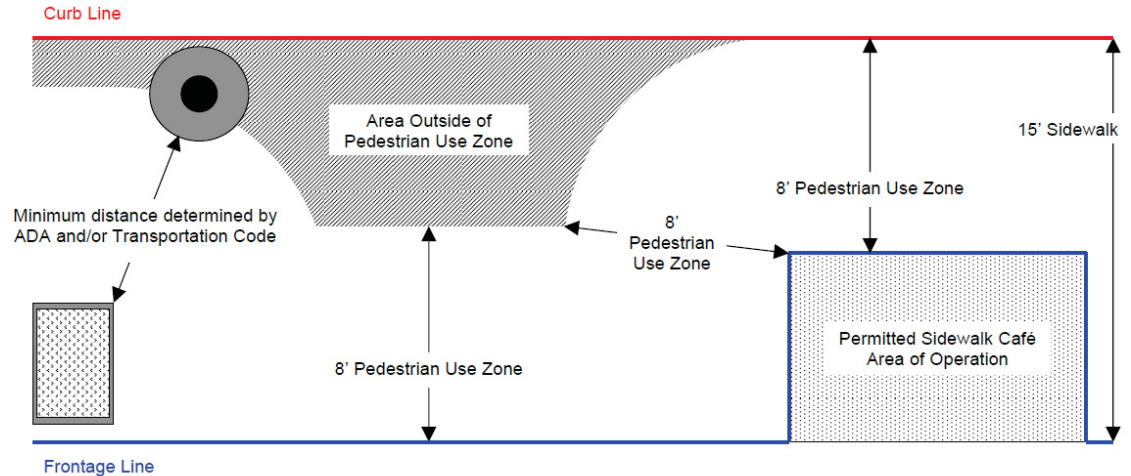 Curb Line
Area Outside of
Pedestrian Use Zone
15’ Sidewalk
8’ Pedestrian Use Zone
Minimum distance determined by
ADA and/or Transportation Code
8’
Pedestrian
Use Zone
Permitted Sidewalk Café
Area of Operation
8’ Pedestrian Use Zone
Frontage Line